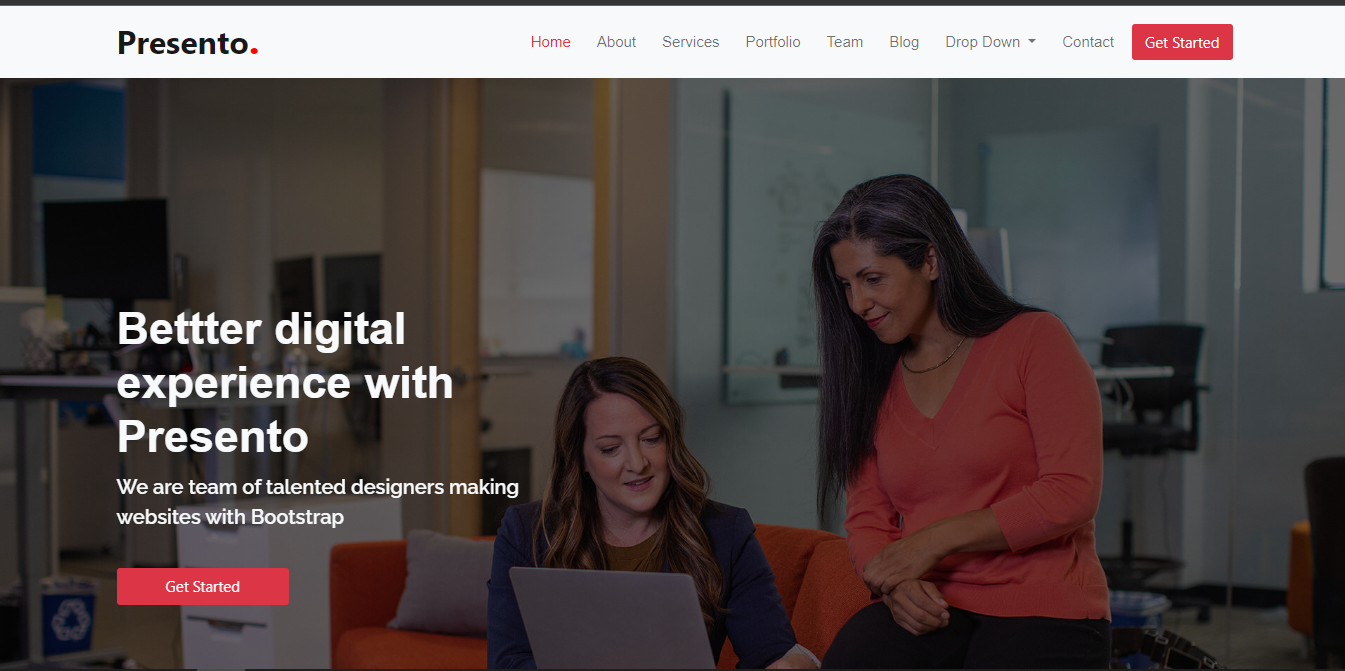 Presento.
Home About Services Portfolio Team Blog Drop Down Contact Get Started
Bettter digital
experience with
Presento
We are team of talented designers making
websites with Bootstrap
Get Started